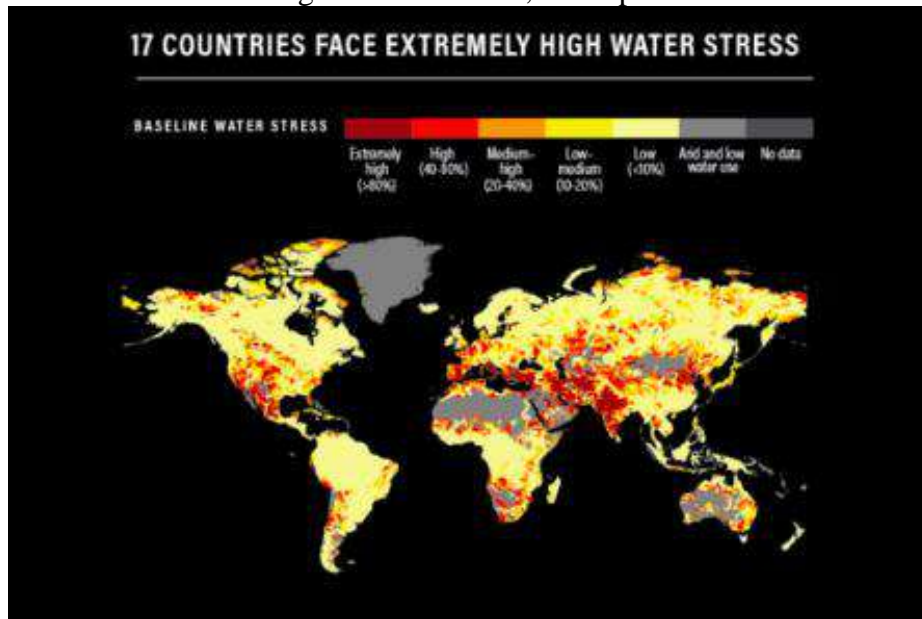 17 COUNTRIES FACE EXTREMELY HIGH WATER STRESS
BASELINE WATER STRESS
Extremely high (>80%)
High (40-80%)
Medium–high (20-40%)
Low–medium (10-20%)
Low (<10%)
Arid and low water use
No data